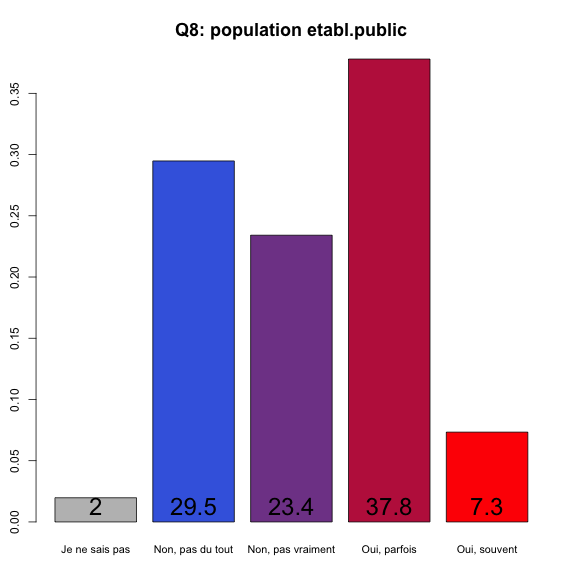 Q8: population etabl.public
0.35
0.30
0.25
0.20
0.15
0.10
0.05
0.00
2 29.5 23.4 37.8 7.3
Je ne sais pas Non, pas du tout Non, pas vraiment Oui, parfois Oui, souvent